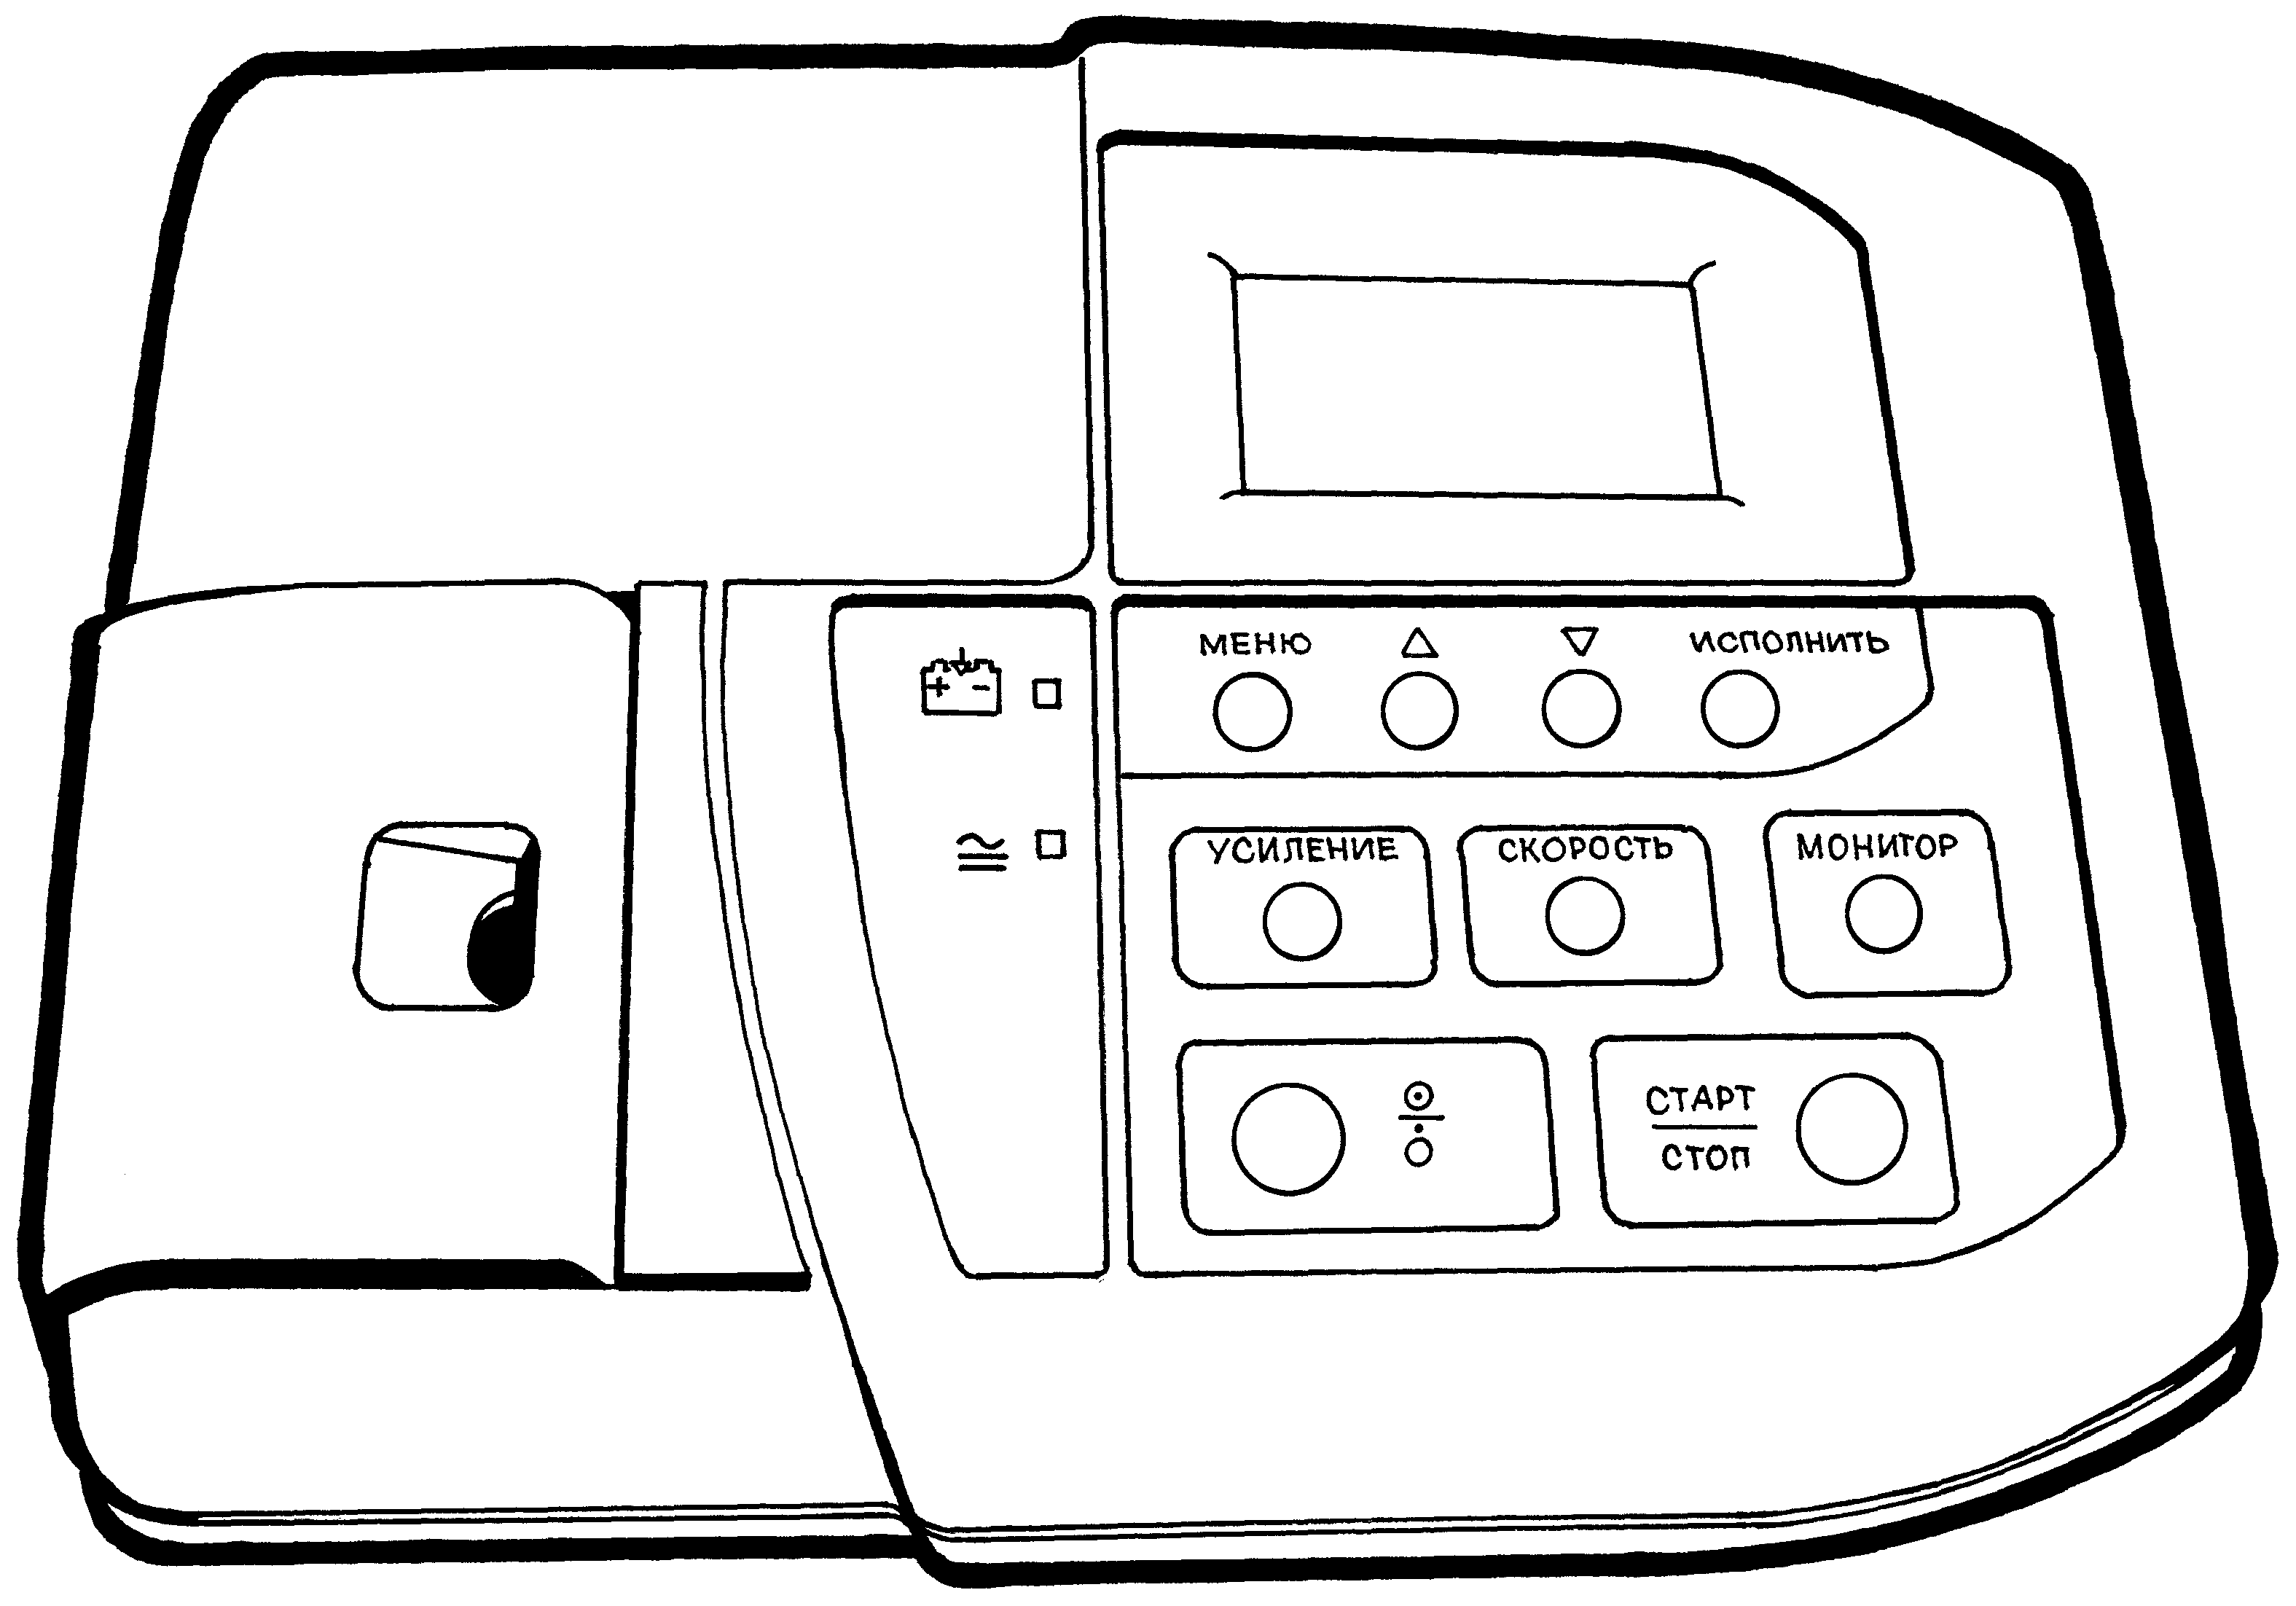 МЕНЮ △ ▽ ИСПОЛНИТЬ
+ -
УСИЛЕНИЕ СКОРОСТЬ МОНИТОР
СТАРТ
СТОП